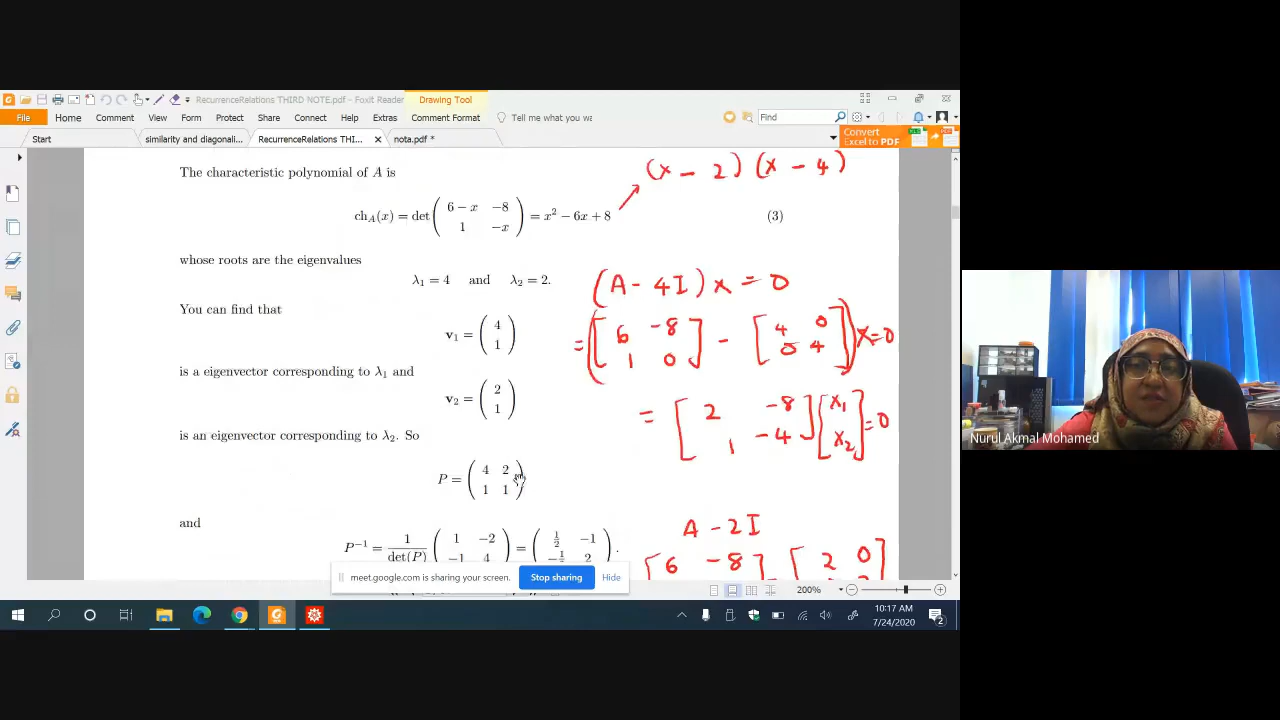 RecurrenceRelations THIRD NOTE.pdf - Foxit Reader
Drawing Tool
File Home Comment View Form Protect Share Connect Help Extras Comment Format Tell me what you wa Find
Convert Excel to PDF
Start similarity and diagonali... RecurrenceRelations THI... nota.pdf *
The characteristic polynomial of A is
(x - 2)(x - 4)
ch_A(x) = det ( 6 − x −8
1 −x ) = x² − 6x + 8 (3)
whose roots are the eigenvalues
λ₁ = 4 and λ₂ = 2.
(A - 4I)x = 0
You can find that
v₁ = ( 4
1 )
= ([ 6 -8
1 0 ] - [ 4 0
0 4 ]) x = 0
is a eigenvector corresponding to λ₁ and
v₂ = ( 2
1 )
= [ 2 -8
1 -4 ] [ x₁
x₂ ] = 0
is an eigenvector corresponding to λ₂. So
P = ( 4 2
1 1 )
and
A - 2I
P⁻¹ = 1/det(P) ( 1 −2
−1 4 ) = ( 1/2 −1
2 ).
[ 6 -8 ] - [ 2 0 ]
meet.google.com is sharing your screen. Stop sharing Hide
200%
10:17 AM
7/24/2020
2
Nurul Akmal Mohamed